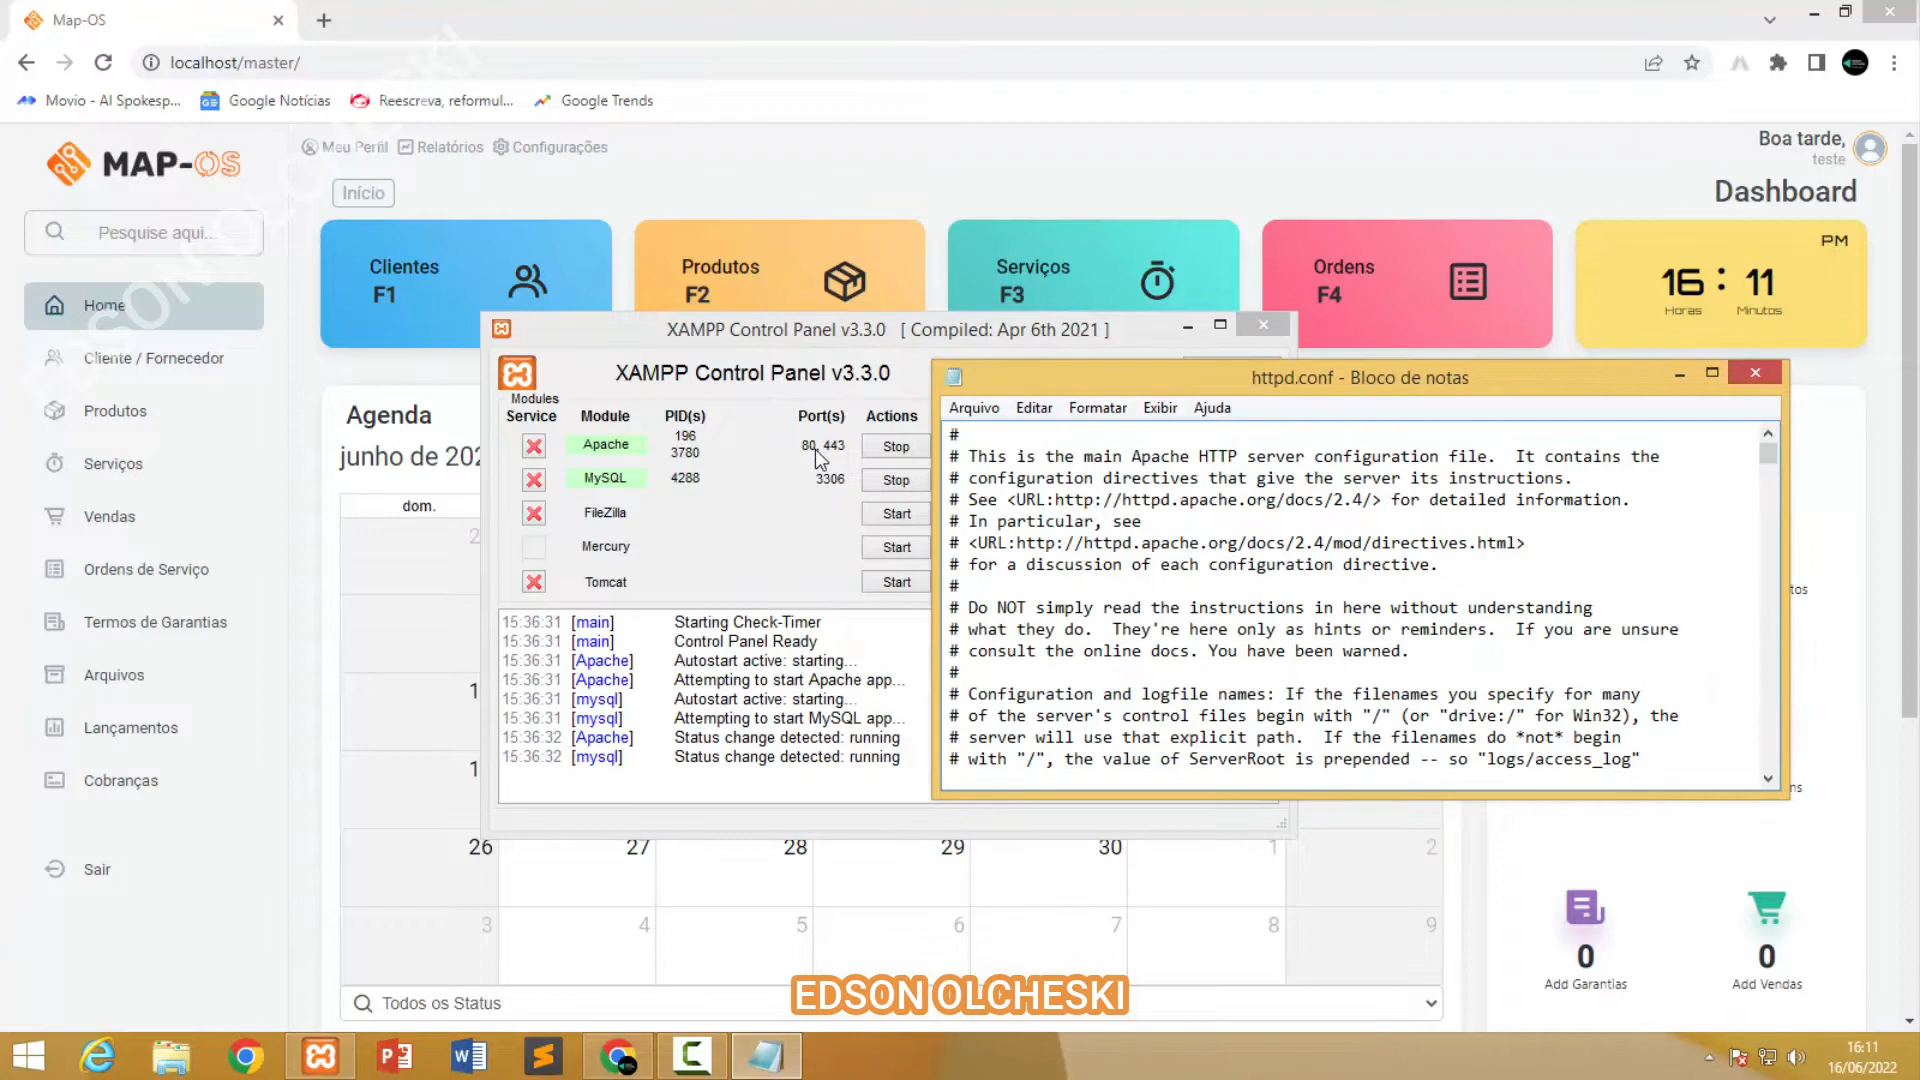 Map-OS
localhost/master/
Movio - AI Spokesp...
Google Notícias
Reescreva, reformul...
Google Trends
MAP-OS
Meu Perfil
Relatórios
Configurações
Boa tarde,
teste
Início
Dashboard
Pesquise aqui...
Clientes
F1
Produtos
F2
Serviços
F3
Ordens
F4
PM
16 : 11
Horas
Minutos
Home
Cliente / Fornecedor
Produtos
Serviços
Vendas
Ordens de Serviço
Termos de Garantias
Arquivos
Lançamentos
Cobranças
Sair
Agenda
junho de 202
dom.
2
1
1
26 27 28 29 30 1 2
3 4 5 6 7 8 9
Todos os Status
XAMPP Control Panel v3.3.0 [ Compiled: Apr 6th 2021 ]
XAMPP Control Panel v3.3.0
Modules
Service Module PID(s) Port(s) Actions
Apache 196 3780 80, 443 Stop
MySQL 4288 3306 Stop
FileZilla Start
Mercury Start
Tomcat Start
15:36:31 [main] Starting Check-Timer
15:36:31 [main] Control Panel Ready
15:36:31 [Apache] Autostart active: starting...
15:36:31 [Apache] Attempting to start Apache app...
15:36:31 [mysql] Autostart active: starting...
15:36:31 [mysql] Attempting to start MySQL app...
15:36:32 [Apache] Status change detected: running
15:36:32 [mysql] Status change detected: running
httpd.conf - Bloco de notas
Arquivo Editar Formatar Exibir Ajuda
#
# This is the main Apache HTTP server configuration file.  It contains the
# configuration directives that give the server its instructions.
# See <URL:http://httpd.apache.org/docs/2.4/> for detailed information.
# In particular, see
# <URL:http://httpd.apache.org/docs/2.4/mod/directives.html>
# for a discussion of each configuration directive.
#
# Do NOT simply read the instructions in here without understanding
# what they do.  They're here only as hints or reminders.  If you are unsure
# consult the online docs. You have been warned.
#
# Configuration and logfile names: If the filenames you specify for many
# of the server's control files begin with "/" (or "drive:/" for Win32), the
# server will use that explicit path.  If the filenames do *not* begin
# with "/", the value of ServerRoot is prepended -- so "logs/access_log"
tos
ns
0
Add Garantias
0
Add Vendas
EDSON OLCHESKI
EDSON OLCHESKI
16:11
16/06/2022